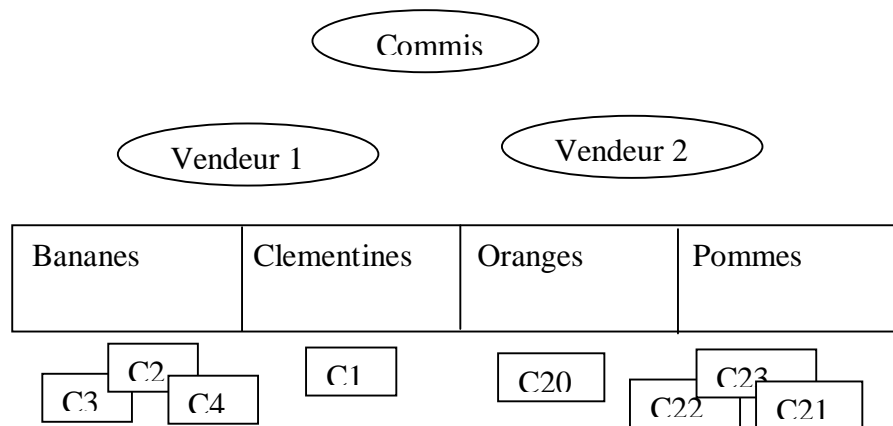 Commis
Vendeur 1
Vendeur 2
Bananes
Clementines
Oranges
Pommes
C2
C3
C4
C1
C20
C23
C22
C21